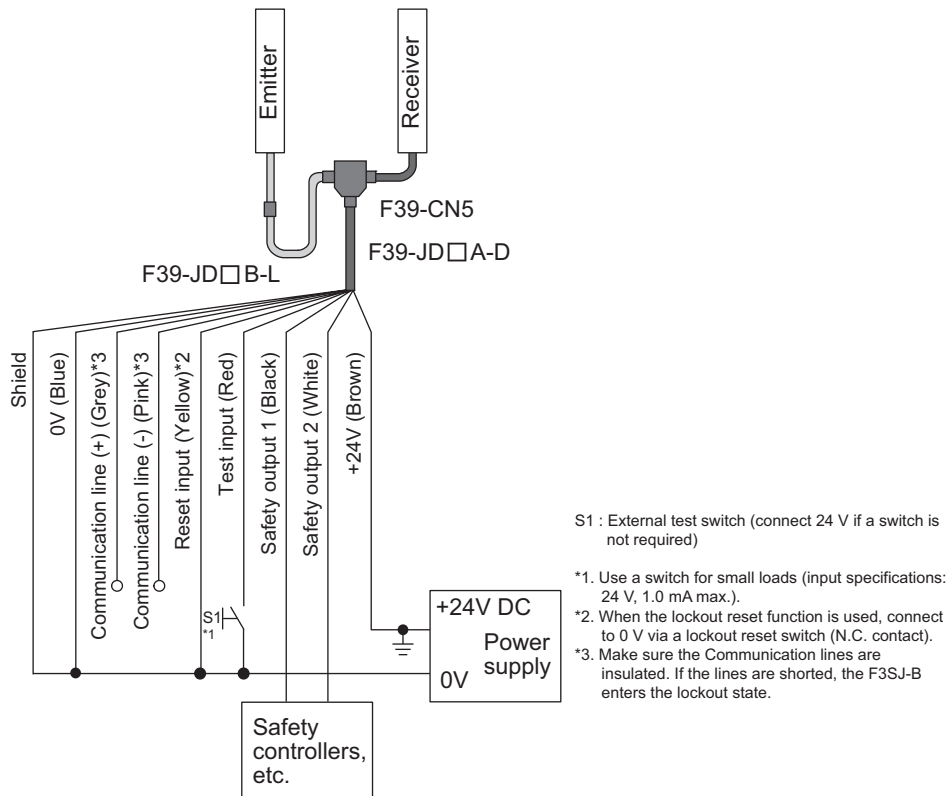 Emitter
Receiver
F39-CN5
F39-JD□A-D
F39-JD□B-L
Shield
0V (Blue)
Communication line (+) (Grey)*3
Communication line (-) (Pink)*3
Reset input (Yellow)*2
Test input (Red)
Safety output 1 (Black)
Safety output 2 (White)
+24V (Brown)
S1
*1
+24V DC
Power
supply
0V
Safety
controllers,
etc.
S1 : External test switch (connect 24 V if a switch is
not required)
*1. Use a switch for small loads (input specifications:
24 V, 1.0 mA max.).
*2. When the lockout reset function is used, connect
to 0 V via a lockout reset switch (N.C. contact).
*3. Make sure the Communication lines are
insulated. If the lines are shorted, the F3SJ-B
enters the lockout state.